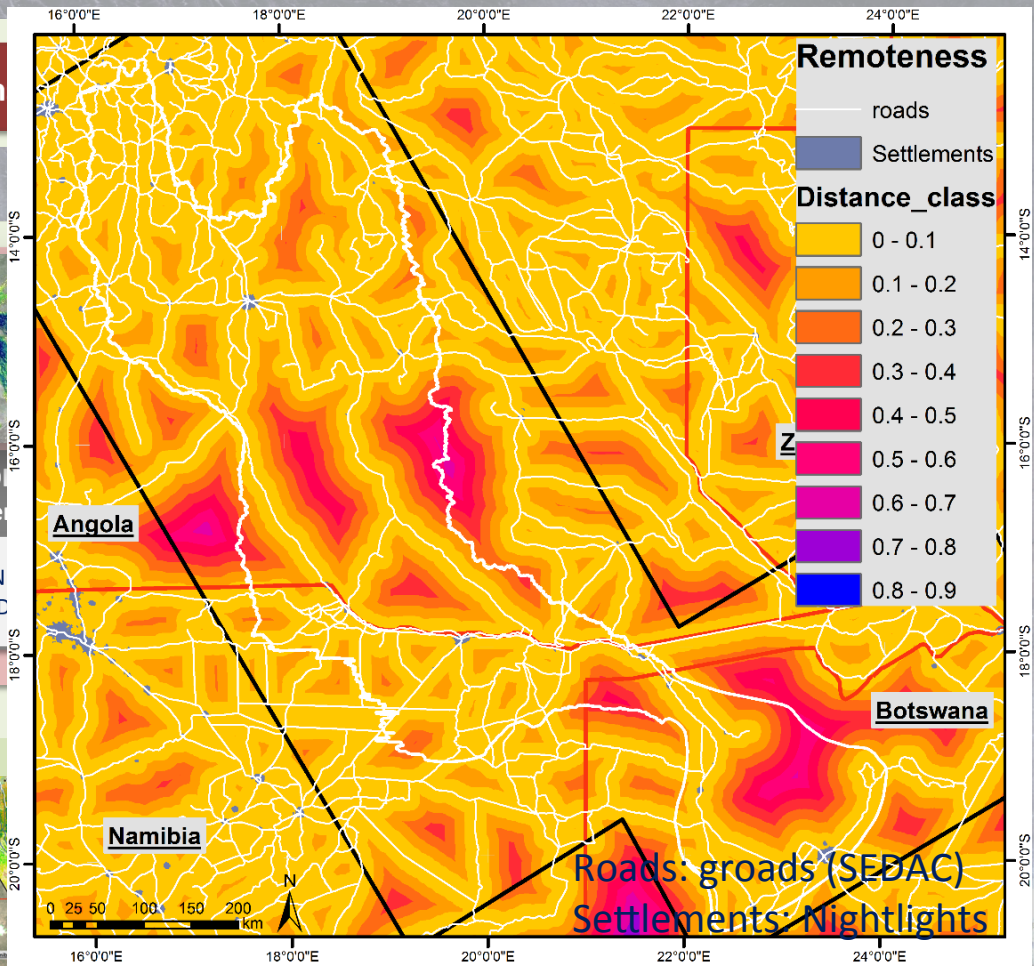 16°0'0"E 18°0'0"E 20°0'0"E 22°0'0"E 24°0'0"E
Remoteness
roads
Settlements
Distance_class
0 - 0.1
0.1 - 0.2
0.2 - 0.3
0.3 - 0.4
0.4 - 0.5
0.5 - 0.6
0.6 - 0.7
0.7 - 0.8
0.8 - 0.9
14°0'0"S
16°0'0"S
18°0'0"S
20°0'0"S
14°0'0"S
16°0'0"S
18°0'0"S
20°0'0"S
Z
Angola
Botswana
Namibia
N
0 25 50 100 150 200
km
Roads: groads (SEDAC)
Settlements: Nightlights
16°0'0"E 18°0'0"E 20°0'0"E 22°0'0"E 24°0'0"E